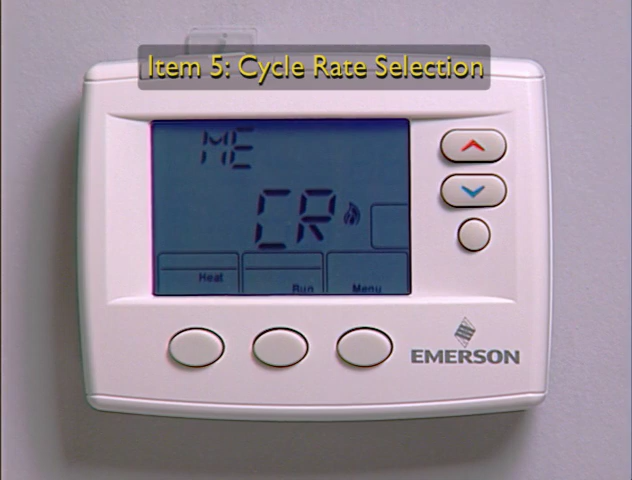 Item 5: Cycle Rate Selection
ME
CR
Heat
Run
Menu
EMERSON